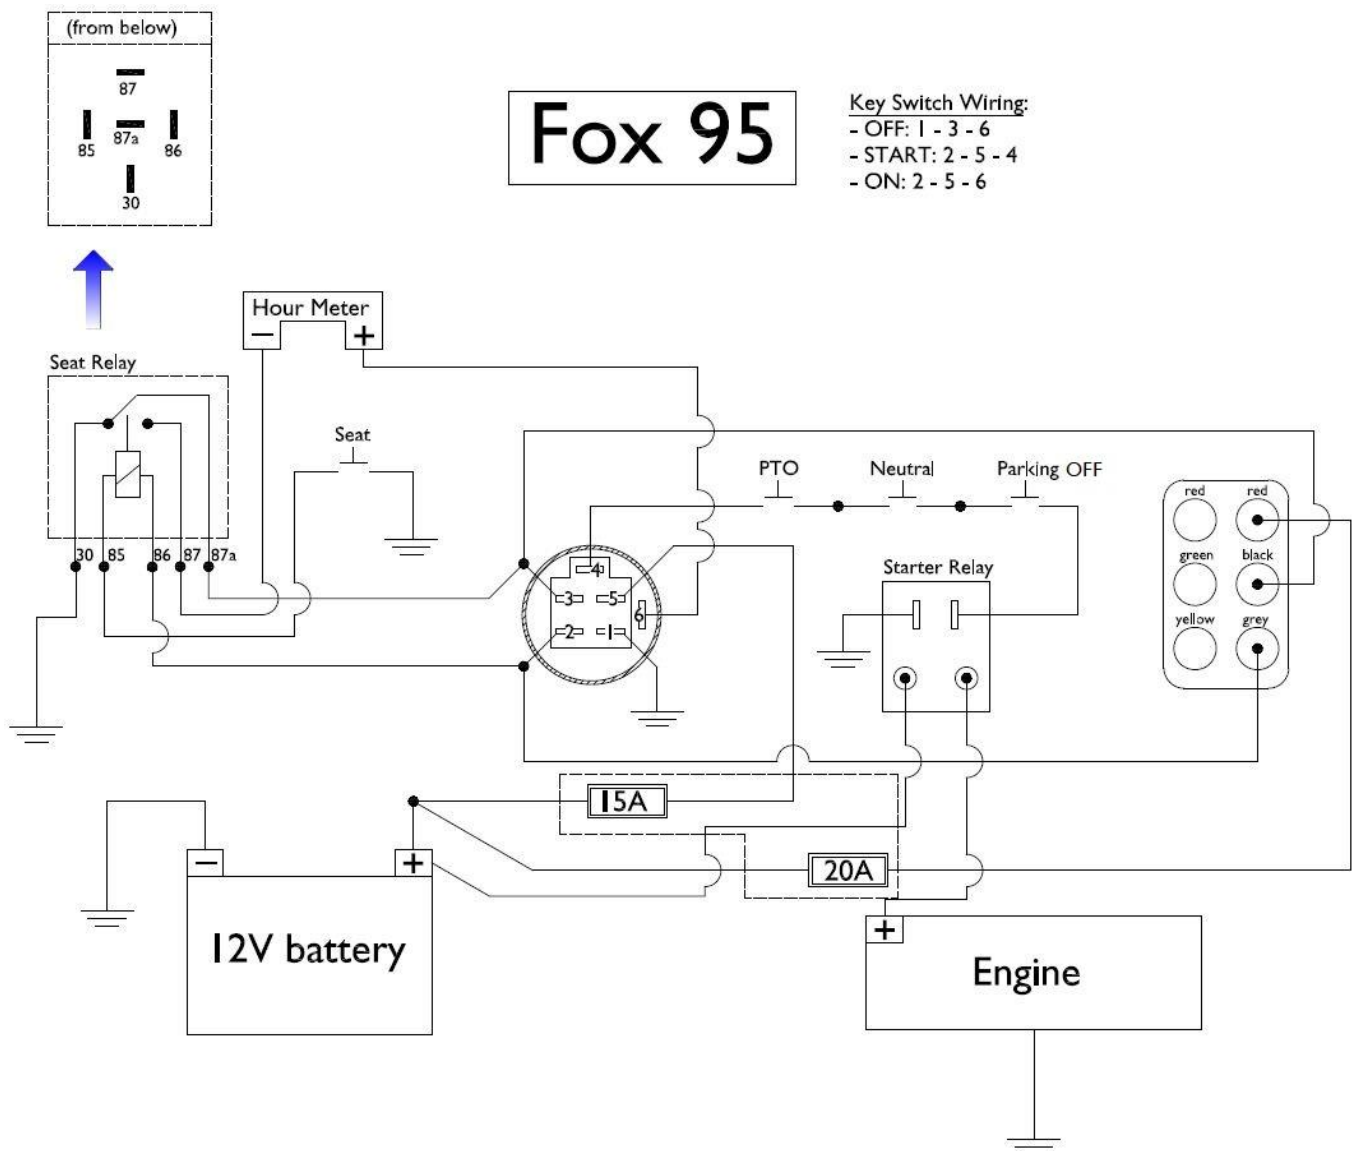 (from below)
87
85
87a
86
30
Fox 95
Key Switch Wiring:
- OFF: 1 - 3 - 6
- START: 2 - 5 - 4
- ON: 2 - 5 - 6
Hour Meter
− +
Seat Relay
Seat
30 85 86 87 87a
PTO
Neutral
Parking OFF
4
3 5
6
2 1
Starter Relay
red red
green black
yellow grey
15A
20A
− +
12V battery
+
Engine